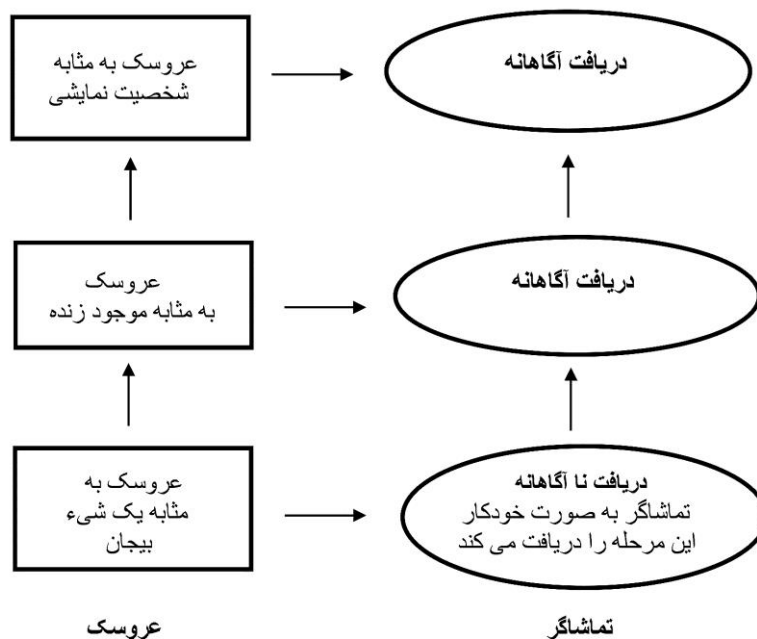 عروسک به مثابه
شخصیت نمایشی
دریافت آگاهانه
عروسک
به مثابه موجود زنده
دریافت آگاهانه
عروسک به
مثابه یک شیء
بیجان
دریافت نا آگاهانه
تماشاگر به صورت خودکار
این مرحله را دریافت می کند
عروسک
تماشاگر